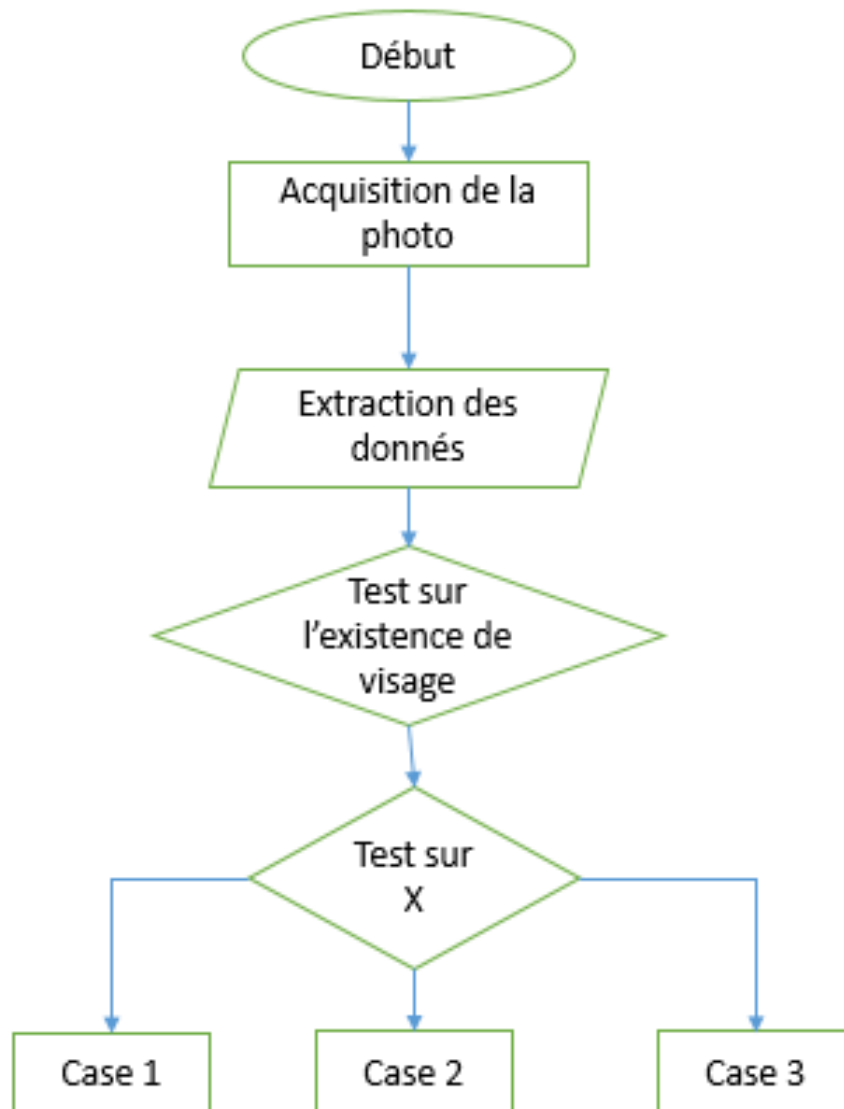 Début
Acquisition de la
photo
Extraction des
donnés
Test sur
l’existence de
visage
Test sur
X
Case 1
Case 2
Case 3